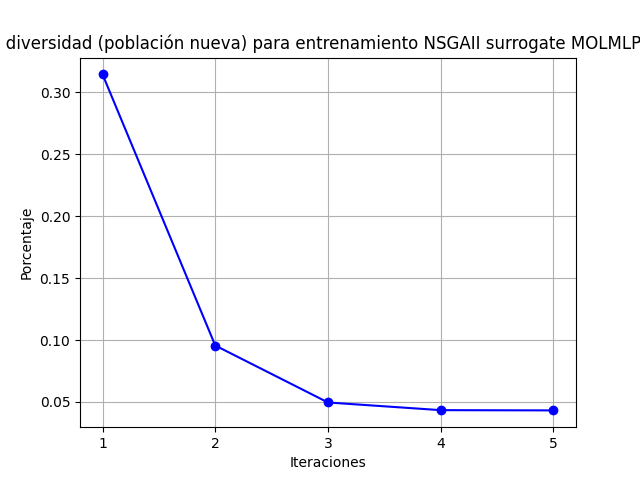 diversidad (población nueva) para entrenamiento NSGAII surrogate MOLMLP
0.30
0.25
0.20
0.15
0.10
0.05
Porcentaje
1 2 3 4 5
Iteraciones